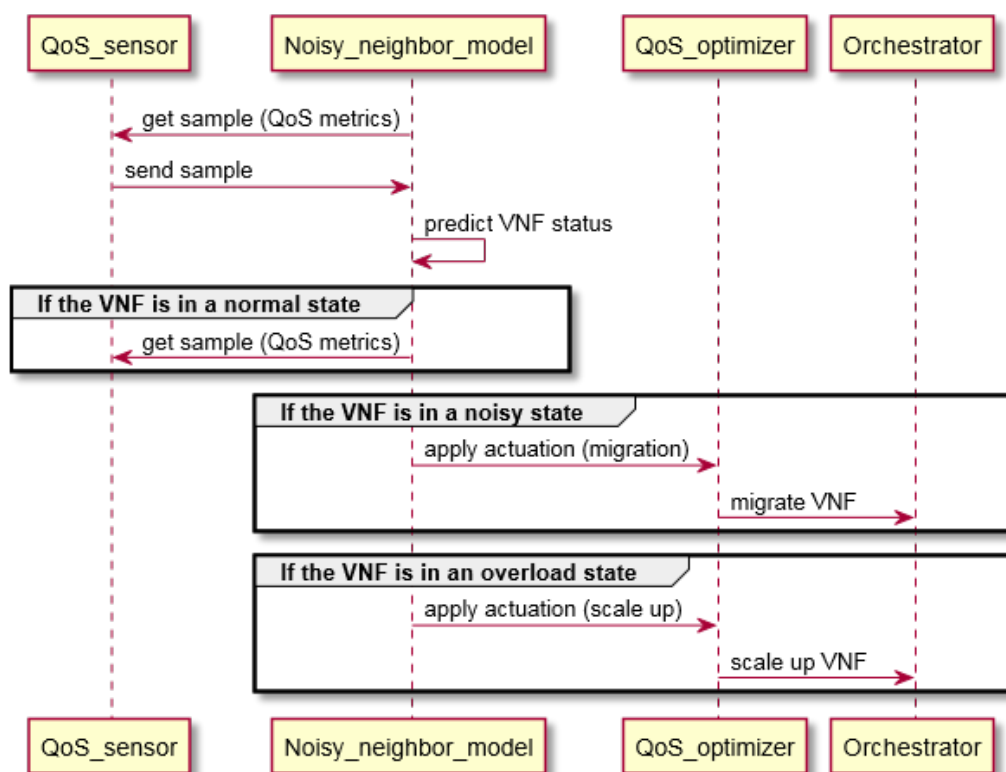 QoS_sensor Noisy_neighbor_model QoS_optimizer Orchestrator
get sample (QoS metrics)
send sample
predict VNF status
If the VNF is in a normal state
get sample (QoS metrics)
If the VNF is in a noisy state
apply actuation (migration)
migrate VNF
If the VNF is in an overload state
apply actuation (scale up)
scale up VNF
QoS_sensor Noisy_neighbor_model QoS_optimizer Orchestrator